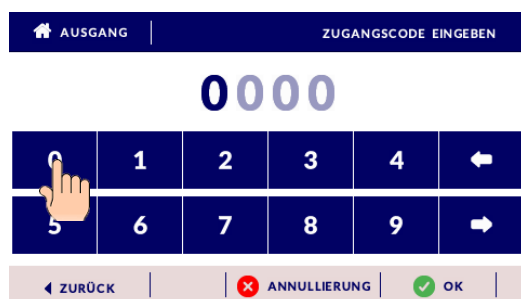 AUSGANG ZUGANGSCODE EINGEBEN
0000
0 1 2 3 4
5 6 7 8 9
ZURÜCK ANNULLIERUNG OK